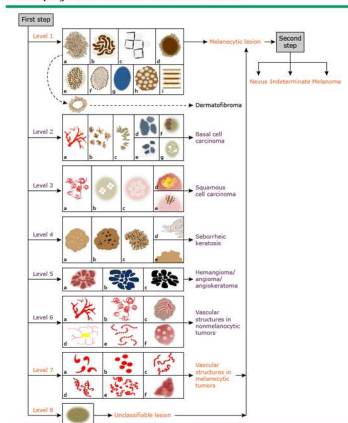 First step
Level 1
a
b
c
d
e
f
g
h
i
Melanocytic lesion
Second
step
Nevus Indeterminate Melanoma
Dermatofibroma
Level 2
a
b
c
d
e
f
g
Basal cell
carcinoma
Level 3
a
b
c
d
e
Squamous
cell carcinoma
Level 4
a
b
c
d
e
Seborrheic
keratosis
Level 5
a
b
c
Hemangioma/
angioma/
angiokeratoma
Level 6
a
b
c
d
e
f
Vascular
structures in
nonmelanocytic
tumors
Level 7
a
b
c
d
e
f
Vascular
structures in
melanocytic
tumors
Level 8
Unclassifiable lesion